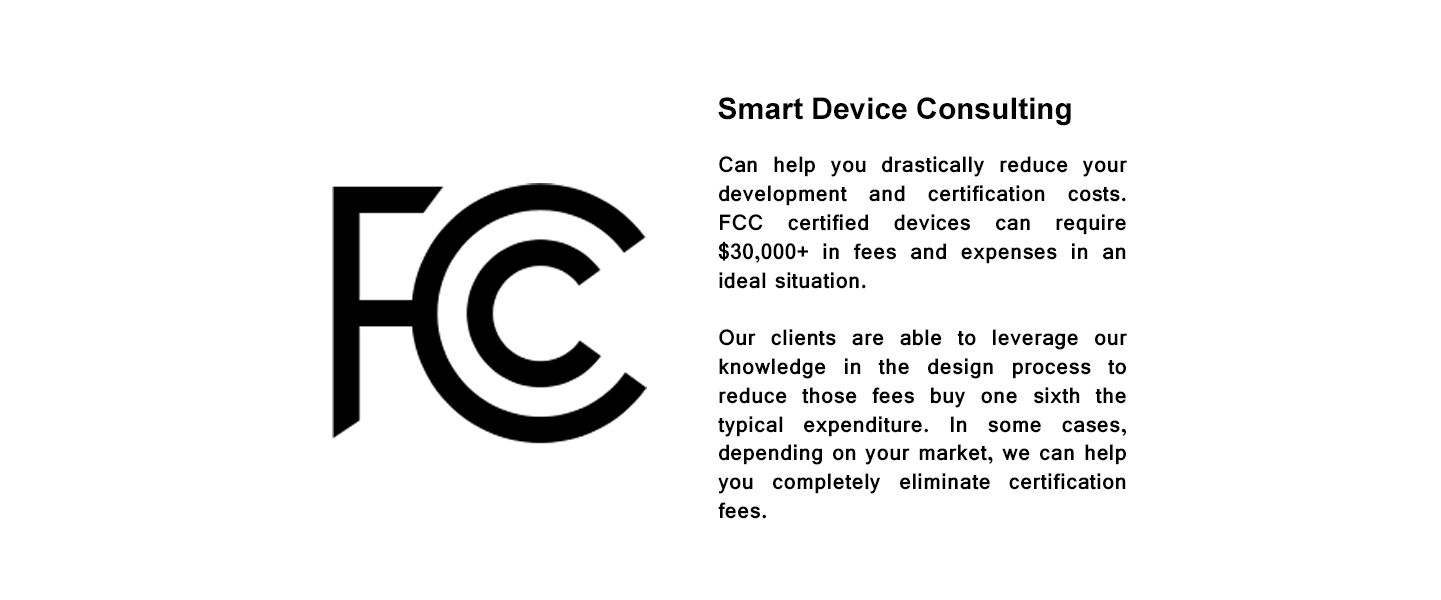 FCC
Smart Device Consulting
Can help you drastically reduce your
development and certification costs.
FCC certified devices can require
$30,000+ in fees and expenses in an
ideal situation.
Our clients are able to leverage our
knowledge in the design process to
reduce those fees buy one sixth the
typical expenditure. In some cases,
depending on your market, we can help
you completely eliminate certification
fees.